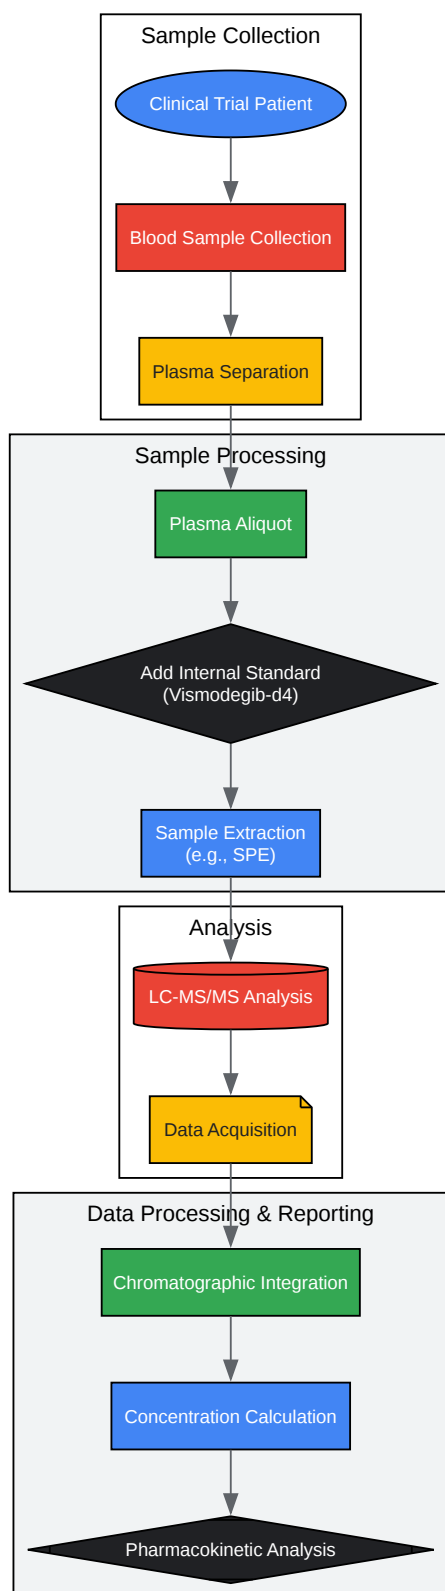 Sample Collection
Clinical Trial Patient
Blood Sample Collection
Plasma Separation
Sample Processing
Plasma Aliquot
Add Internal Standard
(Vismodegib-d4)
Sample Extraction
(e.g., SPE)
Analysis
LC-MS/MS Analysis
Data Acquisition
Data Processing & Reporting
Chromatographic Integration
Concentration Calculation
Pharmacokinetic Analysis